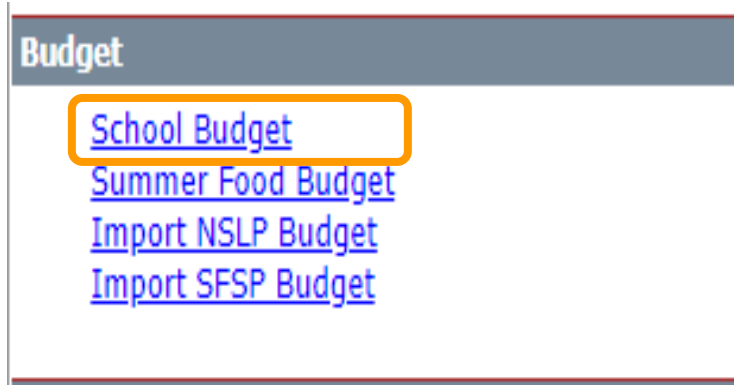 Budget
School Budget
Summer Food Budget
Import NSLP Budget
Import SFSP Budget